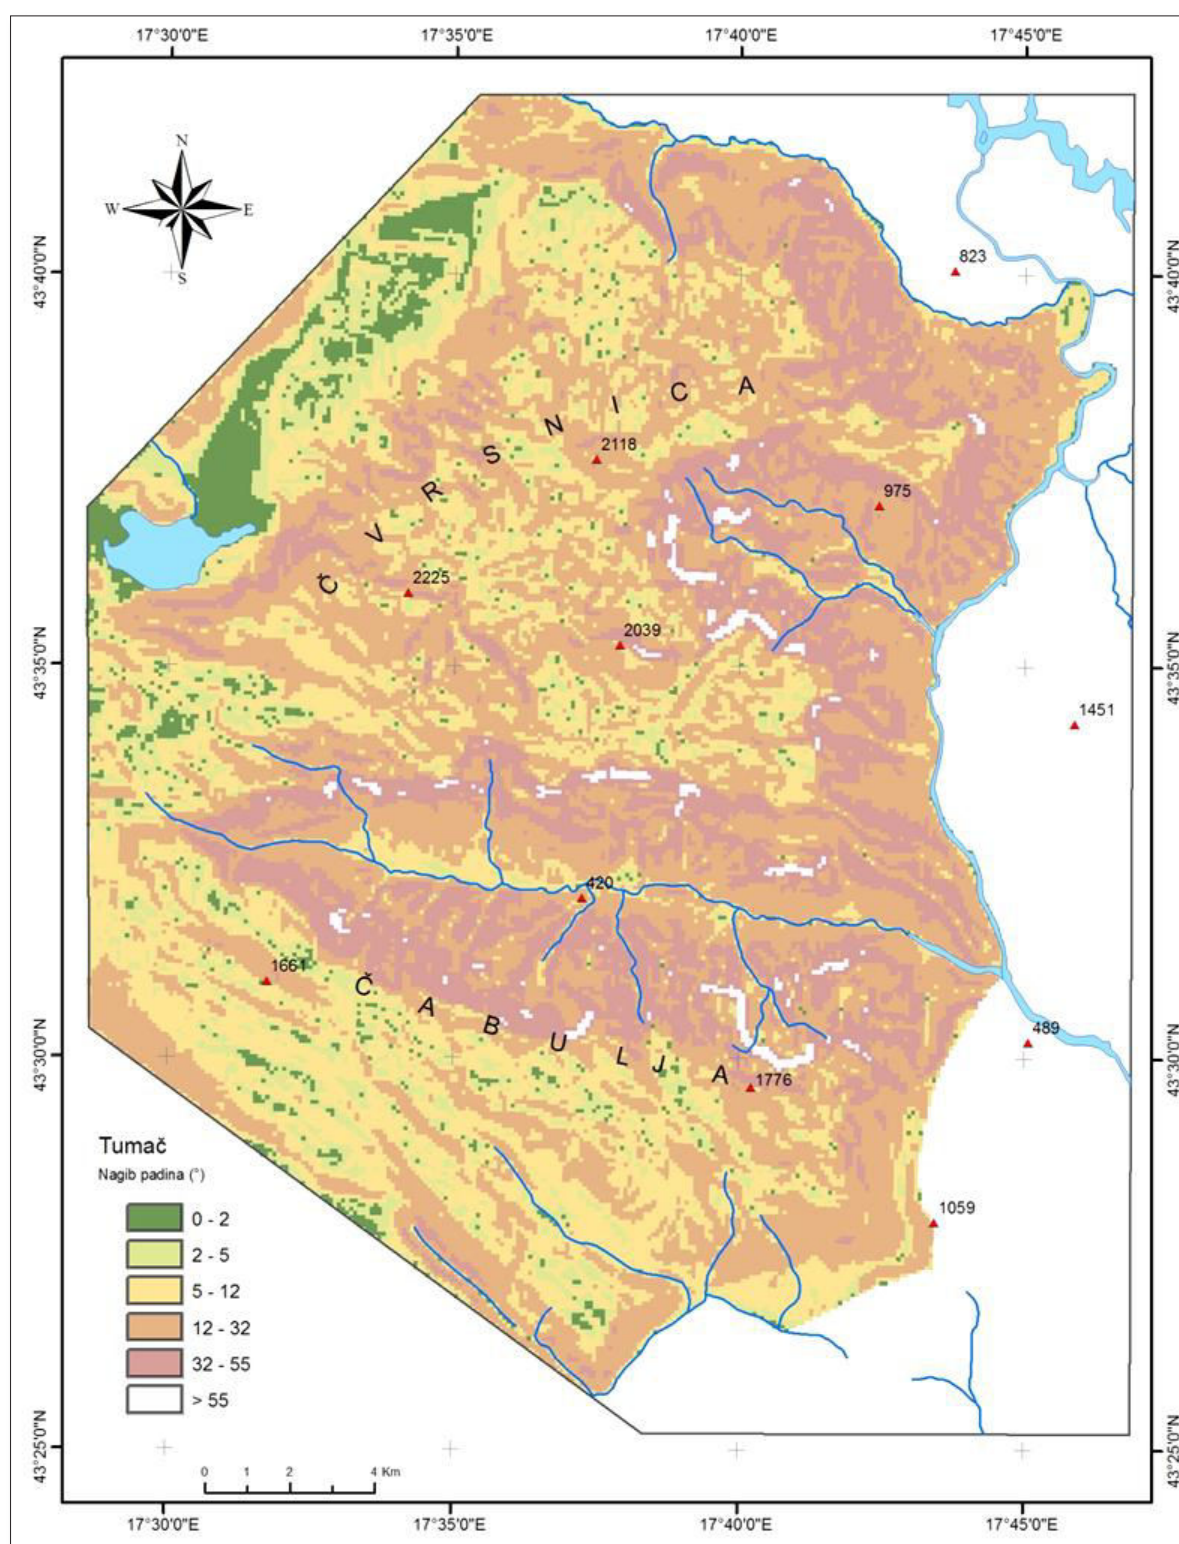 17°30'0"E 17°35'0"E 17°40'0"E 17°45'0"E
N
W E
S
43°40'0"N 43°40'0"N
823
ČVRSNICA
2118
975
2225
2039
43°35'0"N 43°35'0"N
1451
420
1661
ČABULJA
489
43°30'0"N 43°30'0"N
1776
1059
Tumač
Nagib padina (°)
0 - 2
2 - 5
5 - 12
12 - 32
32 - 55
> 55
43°25'0"N 43°25'0"N
0 1 2 4 Km
17°30'0"E 17°35'0"E 17°40'0"E 17°45'0"E